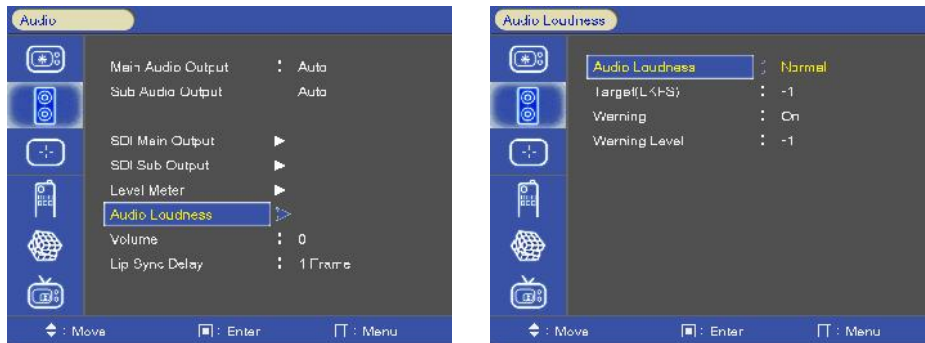 Audio
Main Audio Output : Auto
Sub Audio Output Auto
SDI Main Output ▶
SDI Sub Output ▶
Level Meter ▶
Audio Loudness ▷
Volume : 0
Lip Sync Delay : 1 Frame
: Move : Enter : Menu
Audio Loudness
Audio Loudness : Normal
Target(LKFS) : -1
Warning : On
Warning Level : -1
: Move : Enter : Menu